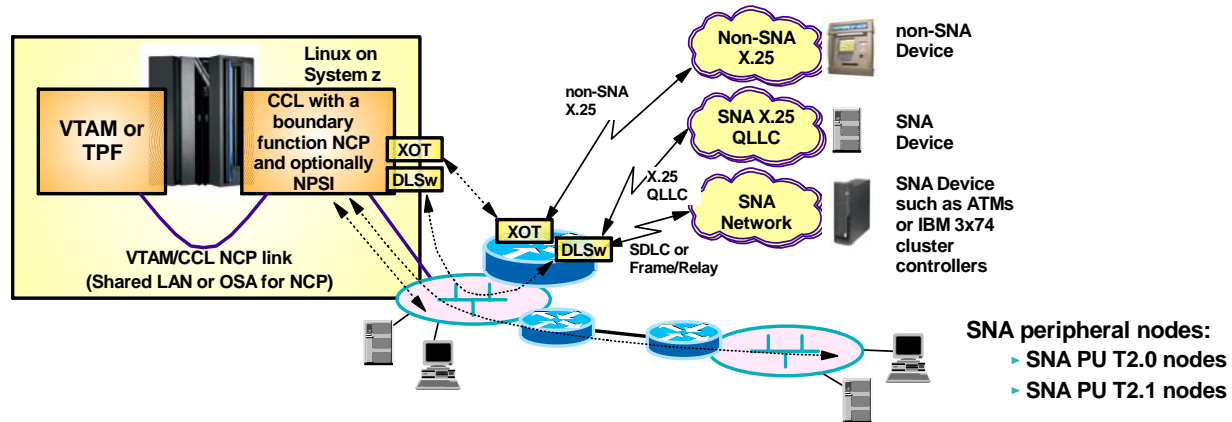 Linux on
System z
VTAM or
TPF
CCL with a
boundary
function NCP
and optionally
NPSI
XOT
DLSw
VTAM/CCL NCP link
(Shared LAN or OSA for NCP)
non-SNA
X.25
XOT
DLSw
X.25
QLLC
SDLC or
Frame/Relay
Non-SNA
X.25
non-SNA
Device
SNA X.25
QLLC
SNA
Device
SNA
Network
SNA Device
such as ATMs
or IBM 3x74
cluster
controllers
SNA peripheral nodes:
► SNA PU T2.0 nodes
► SNA PU T2.1 nodes